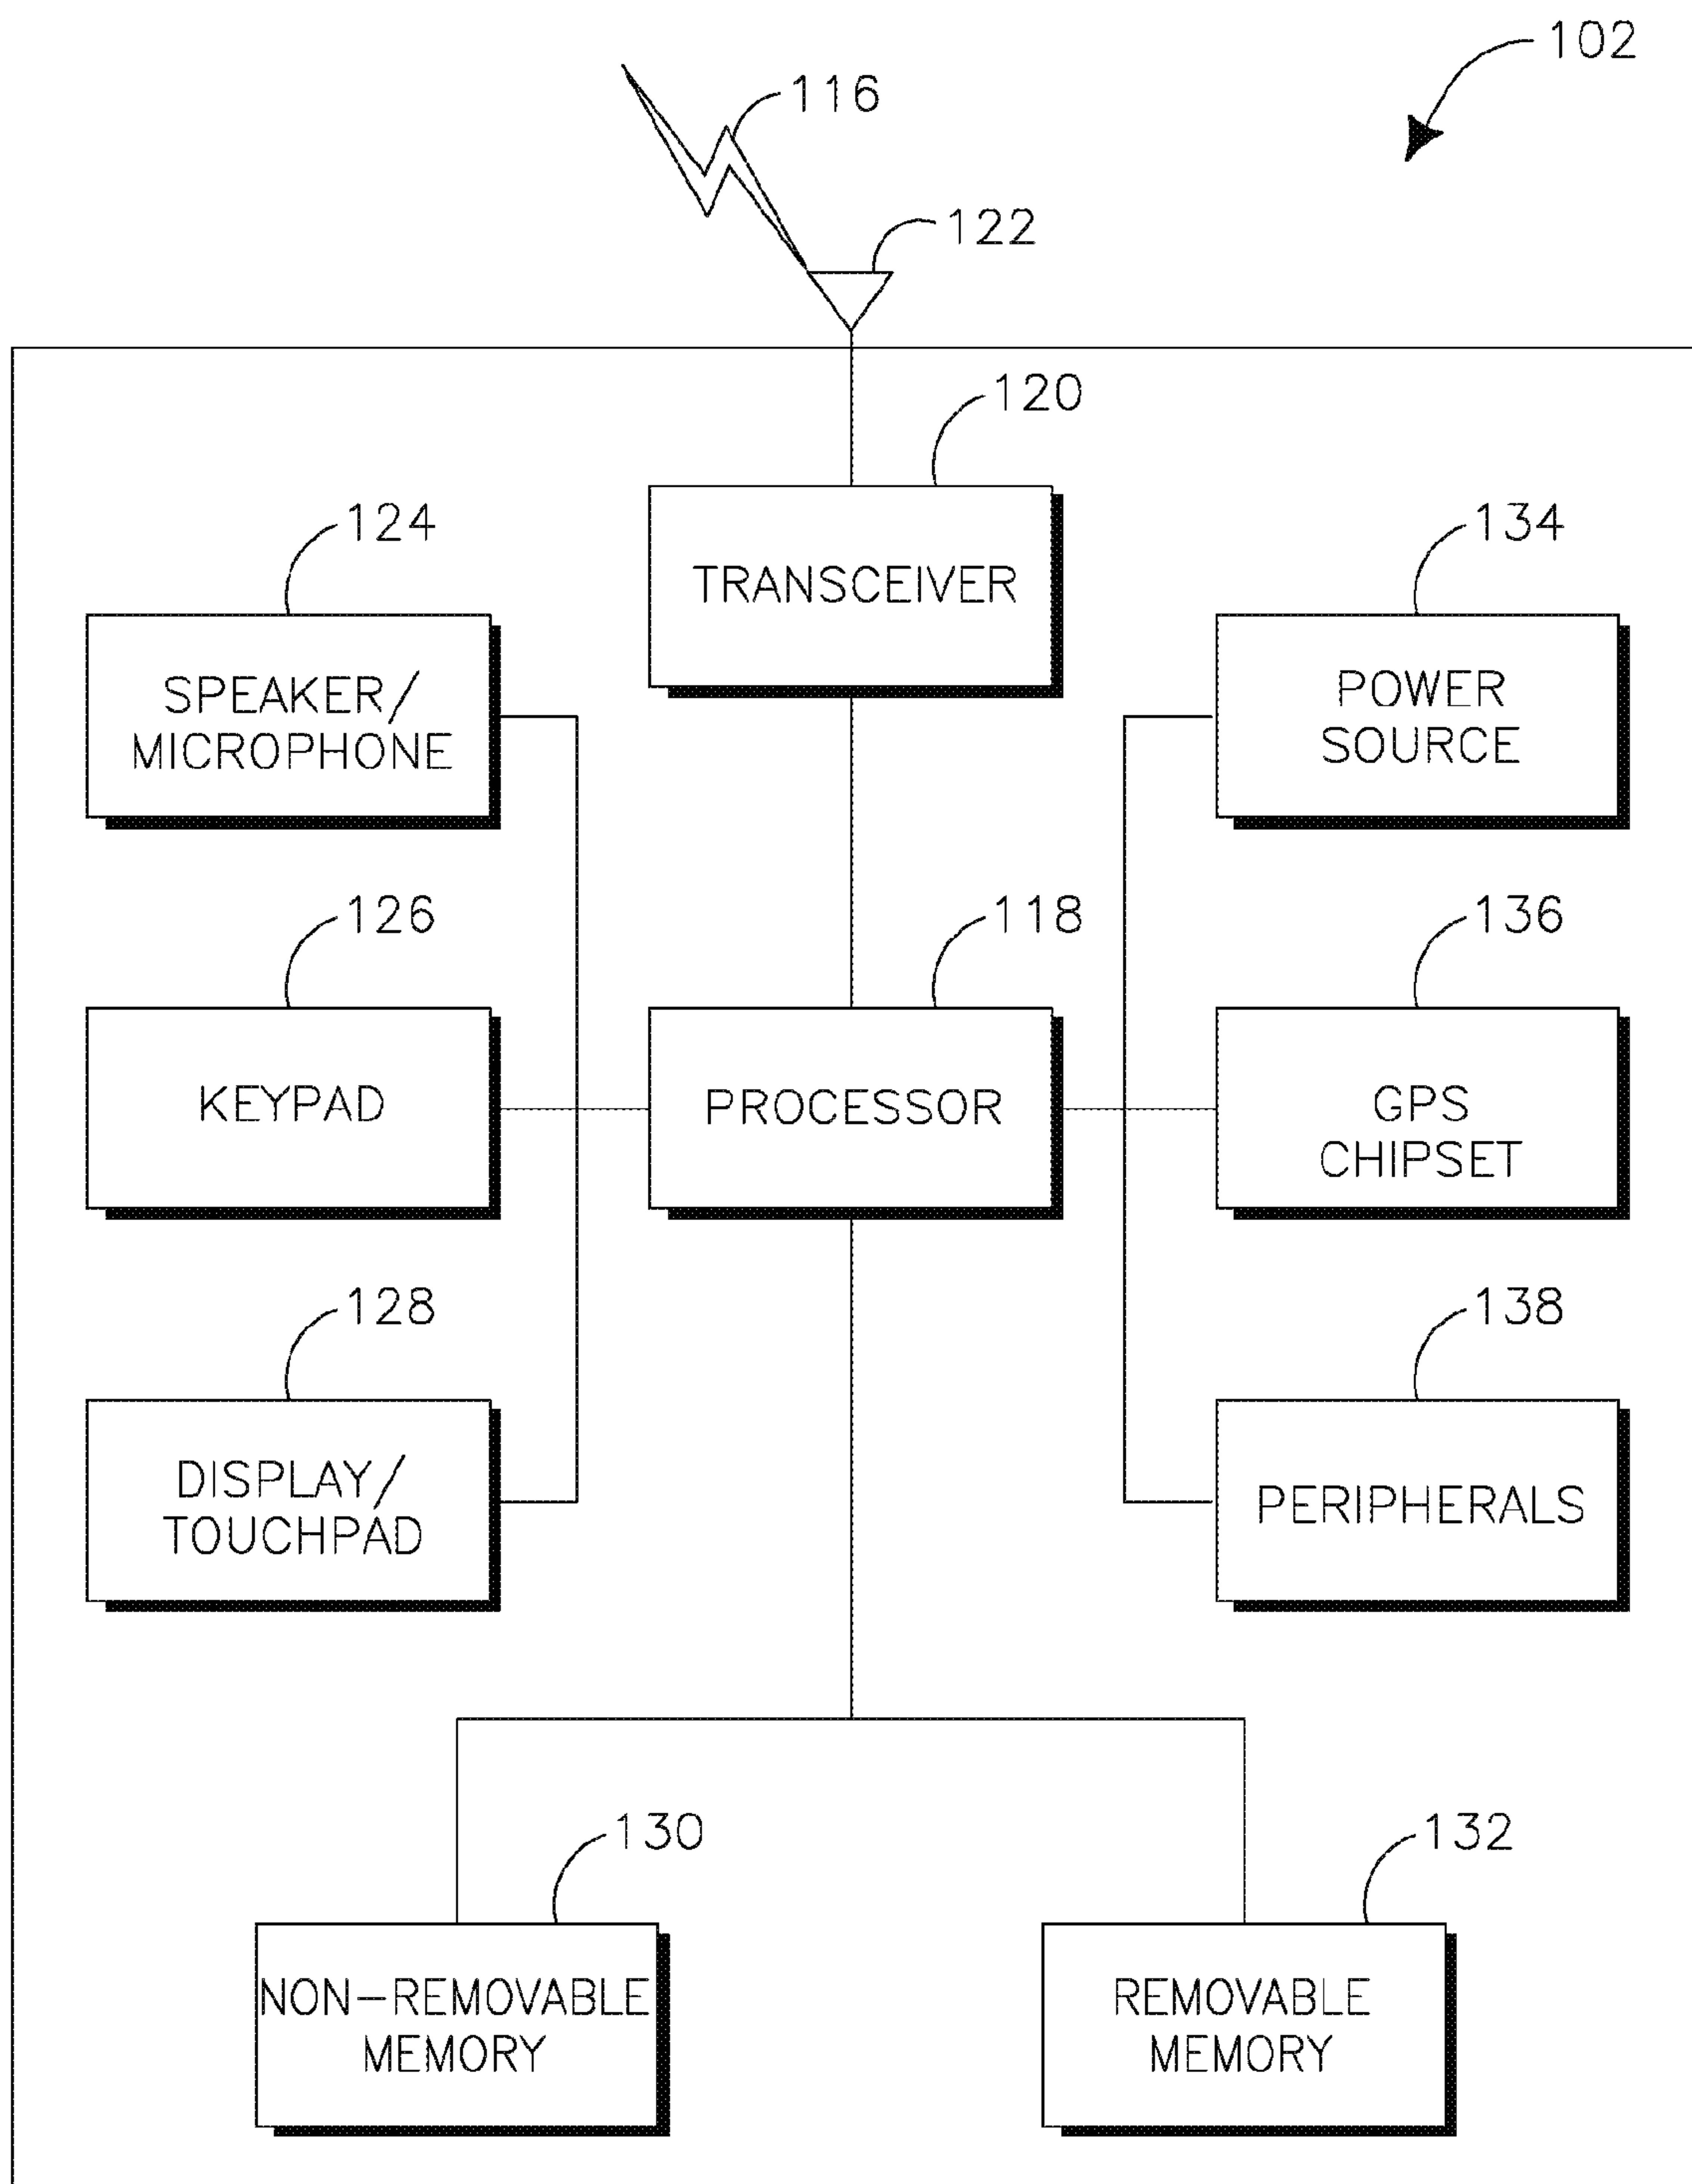 102
116
122
120
TRANSCEIVER
124
SPEAKER/
MICROPHONE
134
POWER
SOURCE
126
KEYPAD
118
PROCESSOR
136
GPS
CHIPSET
128
DISPLAY/
TOUCHPAD
138
PERIPHERALS
130
NON-REMOVABLE
MEMORY
132
REMOVABLE
MEMORY